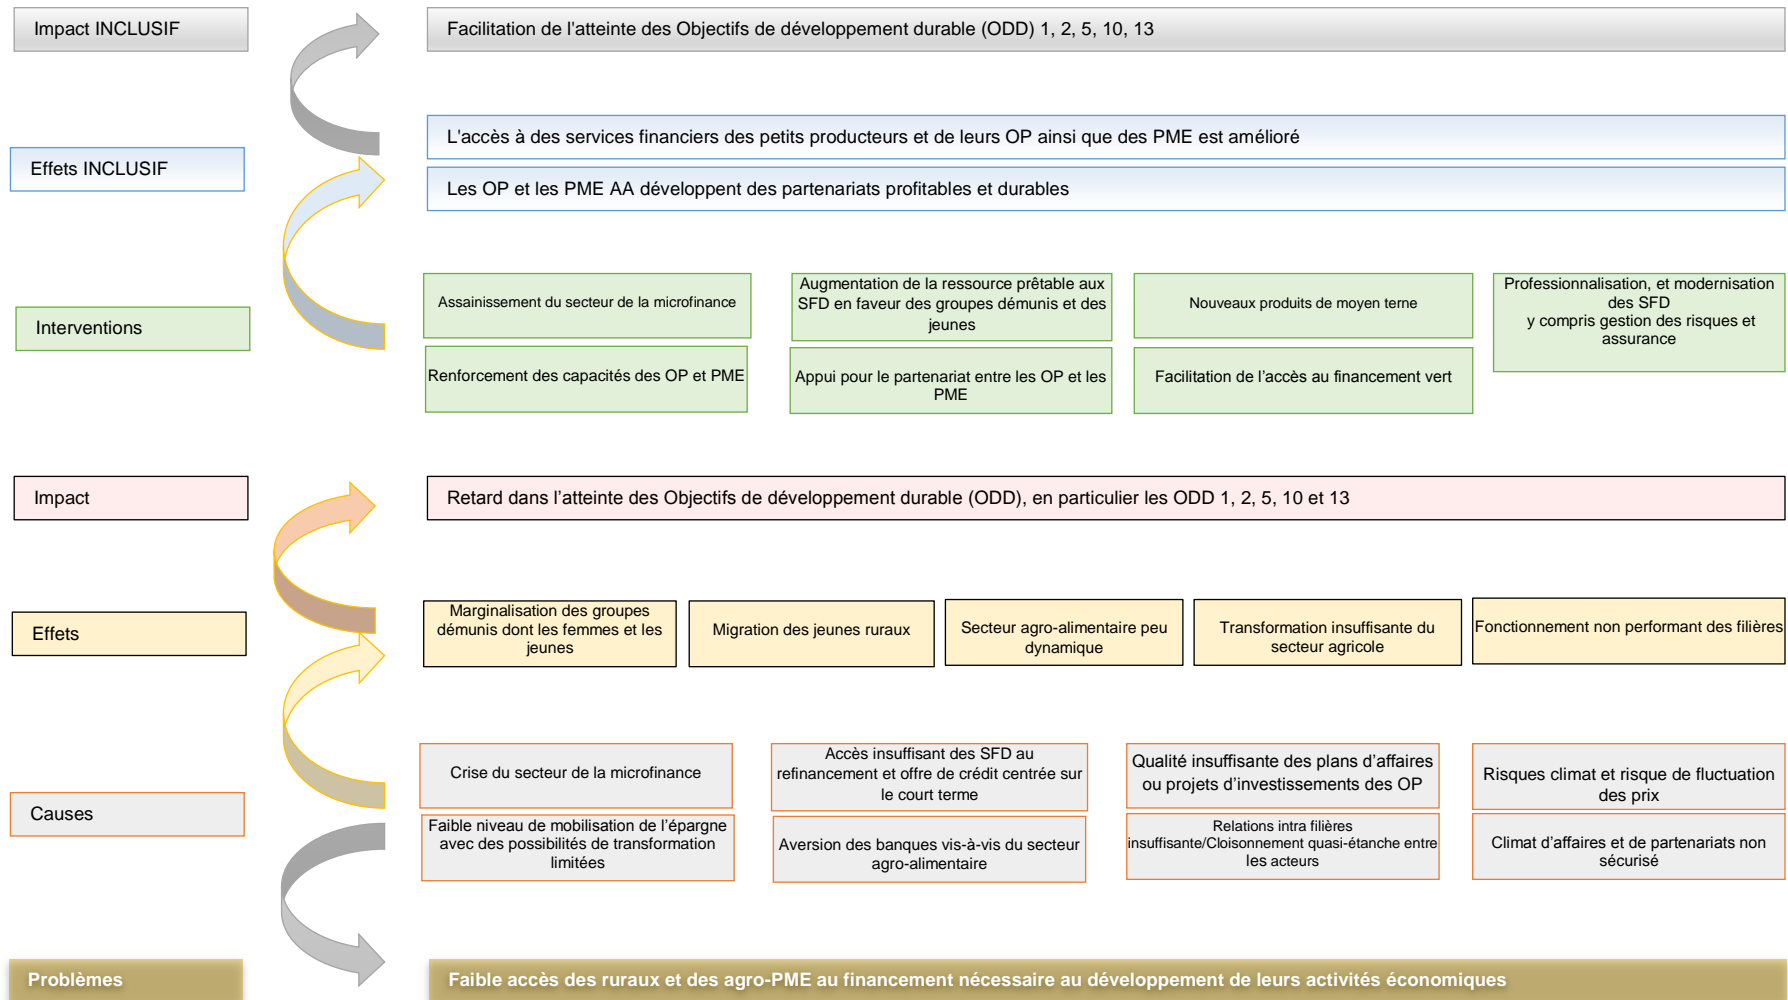 Impact INCLUSIF
Facilitation de l'atteinte des Objectifs de développement durable (ODD) 1, 2, 5, 10, 13
Effets INCLUSIF
L'accès à des services financiers des petits producteurs et de leurs OP ainsi que des PME est amélioré
Les OP et les PME AA développent des partenariats profitables et durables
Interventions
Assainissement du secteur de la microfinance
Augmentation de la ressource prêtable aux
SFD en faveur des groupes démunis et des
jeunes
Nouveaux produits de moyen terne
Professionnalisation, et modernisation
des SFD
y compris gestion des risques et
assurance
Renforcement des capacités des OP et PME
Appui pour le partenariat entre les OP et les
PME
Facilitation de l’accès au financement vert
Impact
Retard dans l’atteinte des Objectifs de développement durable (ODD), en particulier les ODD 1, 2, 5, 10 et 13
Effets
Marginalisation des groupes
démunis dont les femmes et les
jeunes
Migration des jeunes ruraux
Secteur agro-alimentaire peu
dynamique
Transformation insuffisante du
secteur agricole
Fonctionnement non performant des filières
Causes
Crise du secteur de la microfinance
Accès insuffisant des SFD au
refinancement et offre de crédit centrée sur
le court terme
Qualité insuffisante des plans d’affaires
ou projets d’investissements des OP
Risques climat et risque de fluctuation
des prix
Faible niveau de mobilisation de l’épargne
avec des possibilités de transformation
limitées
Aversion des banques vis-à-vis du secteur
agro-alimentaire
Relations intra filières
insuffisante/Cloisonnement quasi-étanche entre
les acteurs
Climat d’affaires et de partenariats non
sécurisé
Problèmes
Faible accès des ruraux et des agro-PME au financement nécessaire au développement de leurs activités économiques